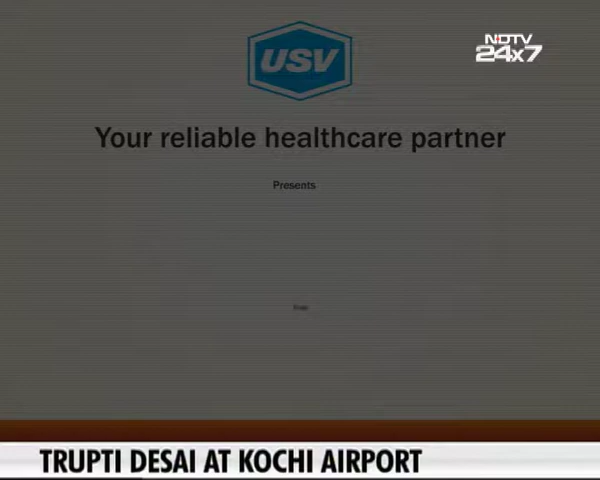 USV
NDTV
24x7
Your reliable healthcare partner
Presents
TRUPTI DESAI AT KOCHI AIRPORT